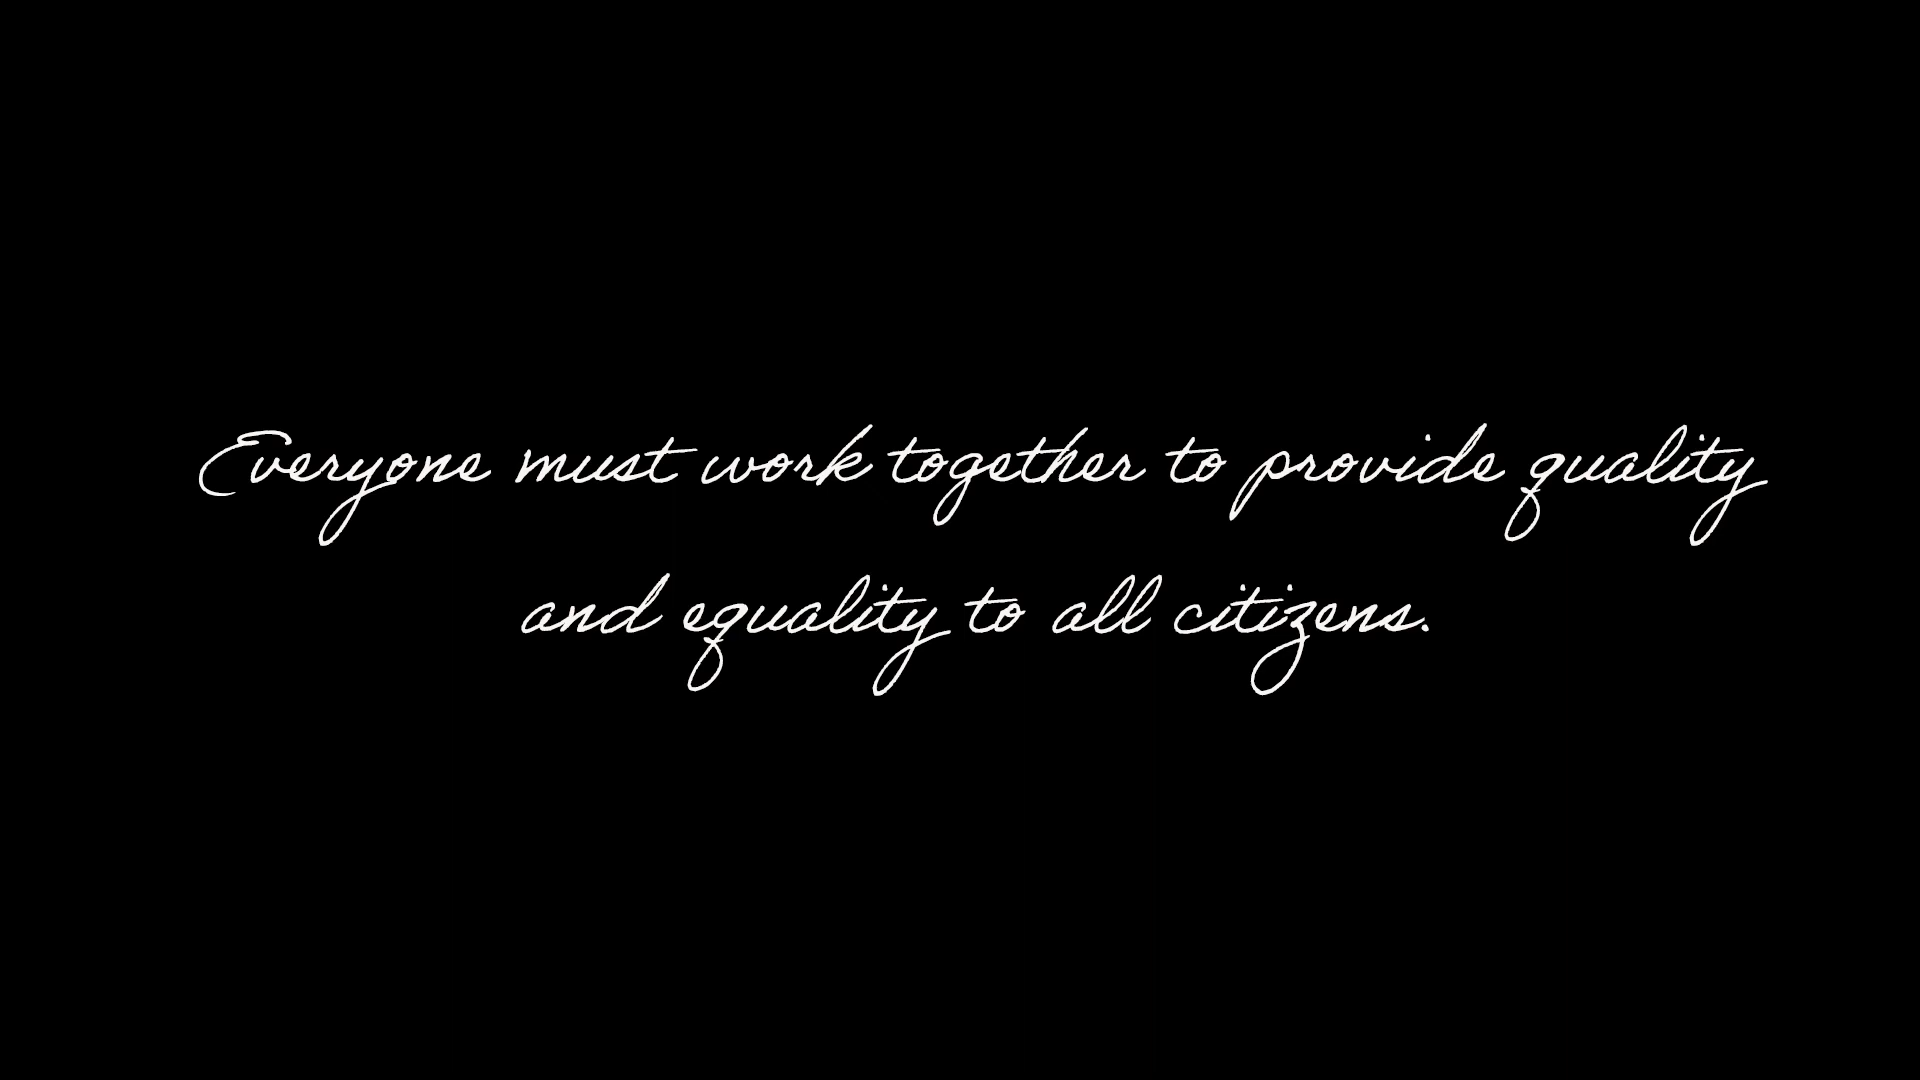 Everyone must work together to provide quality
and equality to all citizens.